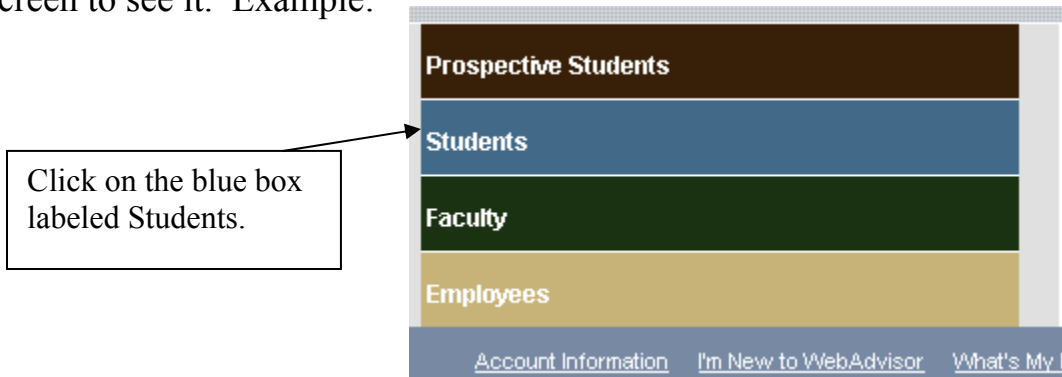 screen to see it. Example:
Prospective Students
Students
Click on the blue box
labeled Students.
Faculty
Employees
Account Information I'm New to WebAdvisor What's My